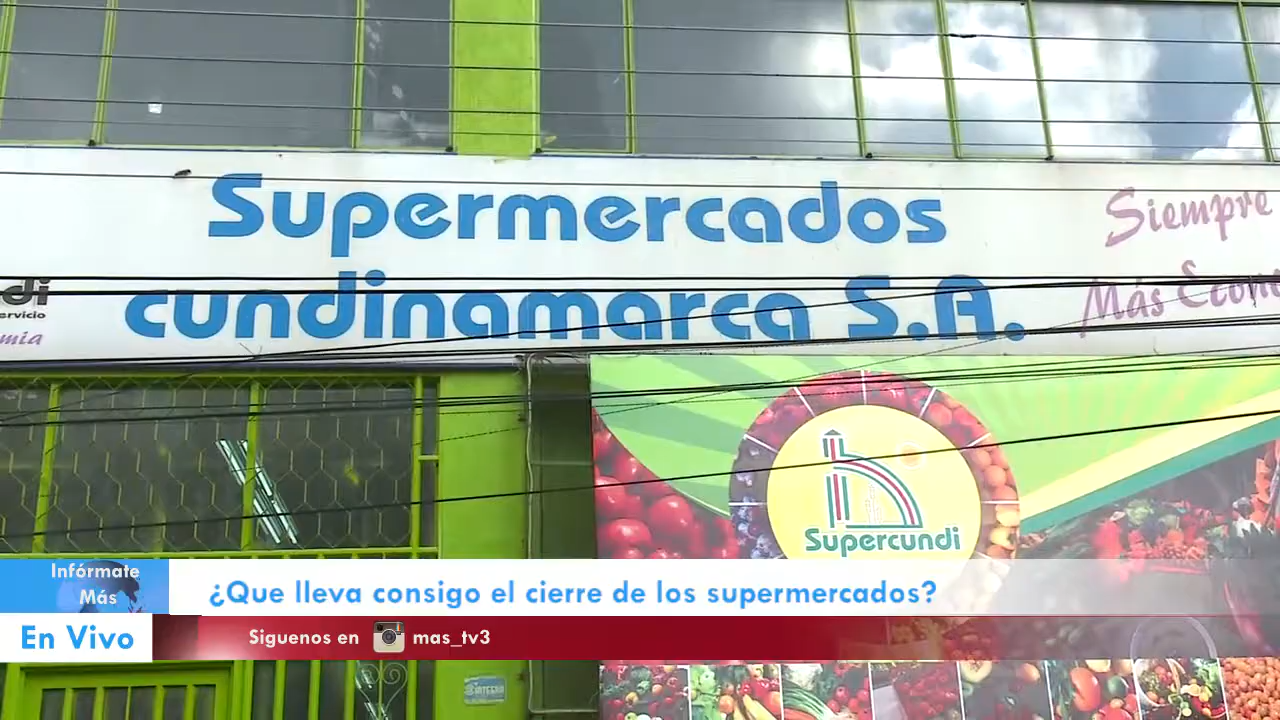 Supermercados
cundinamarca S.A.
Siempre
Más
ervicio
Supercundi
Infórmate
Más
¿Que lleva consigo el cierre de los supermercados?
En Vivo
Siguenos en mas_tv3